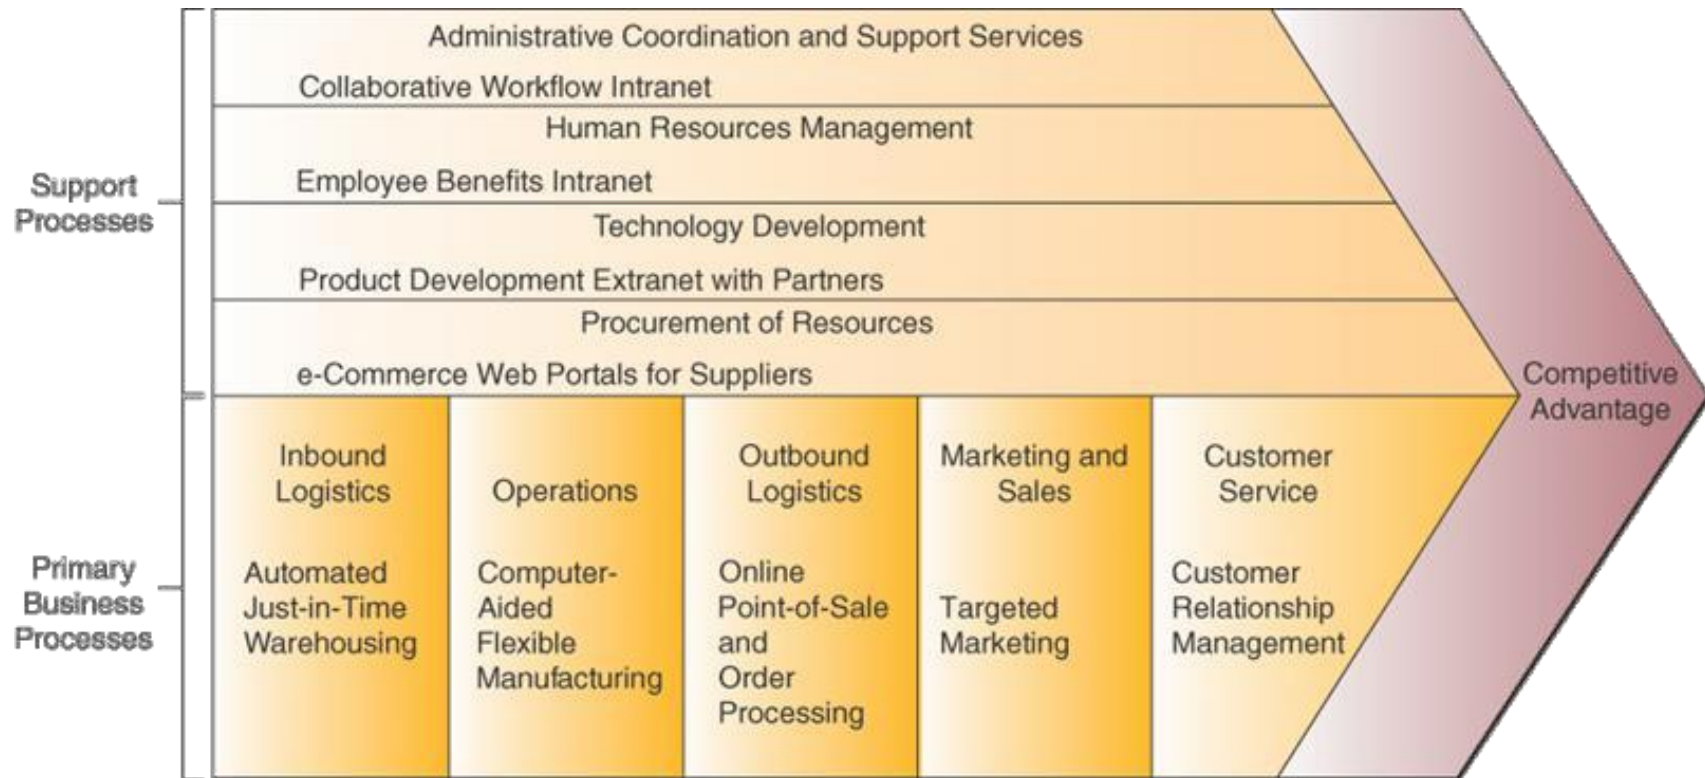 Administrative Coordination and Support Services
Collaborative Workflow Intranet
Human Resources Management
Employee Benefits Intranet
Support
Processes
Technology Development
Product Development Extranet with Partners
Procurement of Resources
e-Commerce Web Portals for Suppliers
Competitive
Advantage
Primary
Business
Processes
Inbound
Logistics
Automated
Just-in-Time
Warehousing
Operations
Computer-
Aided
Flexible
Manufacturing
Outbound
Logistics
Online
Point-of-Sale
and
Order
Processing
Marketing and
Sales
Targeted
Marketing
Customer
Service
Customer
Relationship
Management